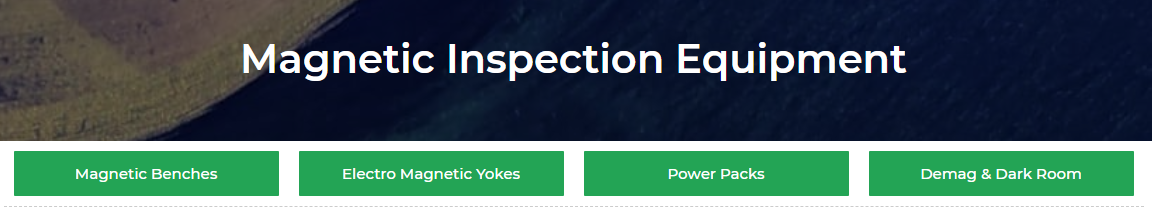 Magnetic Inspection Equipment
Magnetic Benches
Electro Magnetic Yokes
Power Packs
Demag & Dark Room